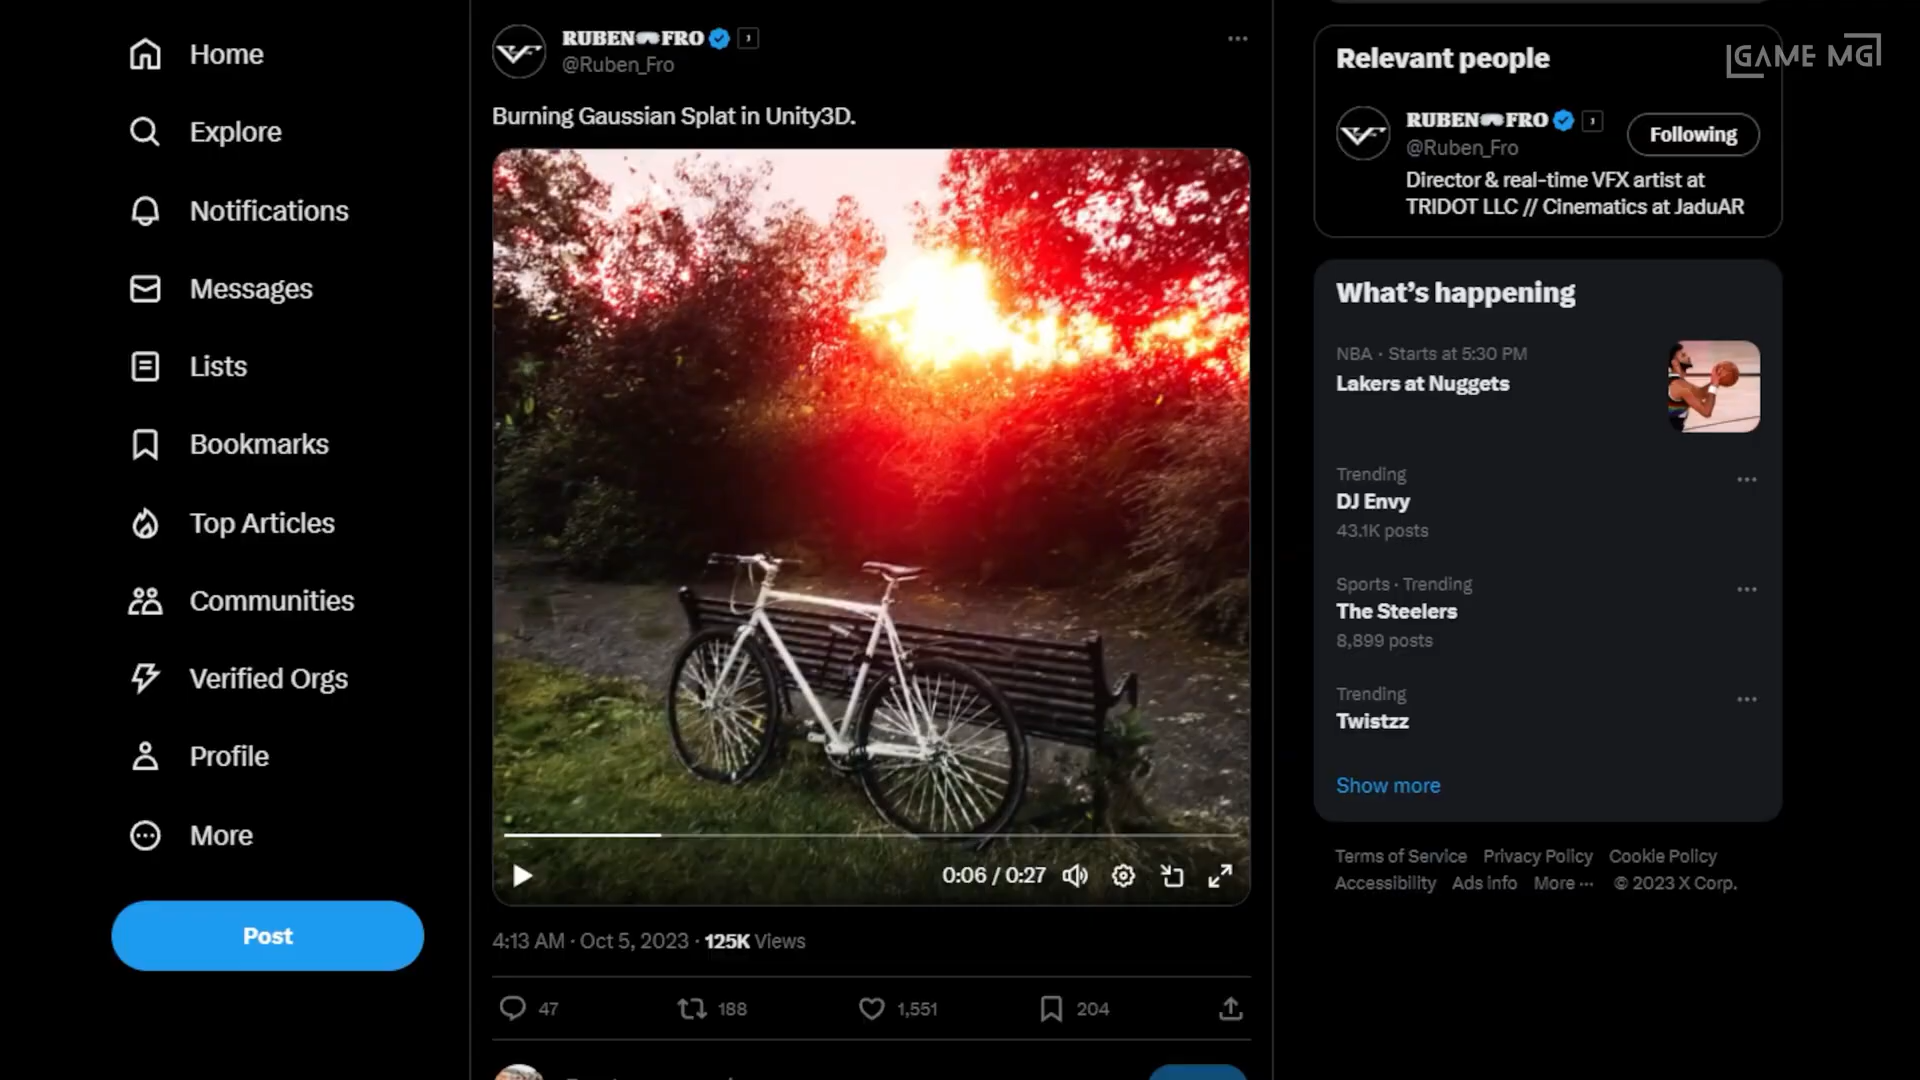 Home
Explore
Notifications
Messages
Lists
Bookmarks
Top Articles
Communities
Verified Orgs
Profile
More
Post
RUBEN🥽FRO
@Ruben_Fro
Burning Gaussian Splat in Unity3D.
0:06 / 0:27
4:13 AM · Oct 5, 2023 · 125K Views
47 188 1,551 204
GAME MG
Relevant people
RUBEN🥽FRO
@Ruben_Fro
Following
Director & real-time VFX artist at
TRIDOT LLC // Cinematics at JaduAR
What's happening
NBA · Starts at 5:30 PM
Lakers at Nuggets
Trending
DJ Envy
43.1K posts
Sports · Trending
The Steelers
8,899 posts
Trending
Twistzz
Show more
Terms of Service Privacy Policy Cookie Policy
Accessibility Ads info More ··· © 2023 X Corp.